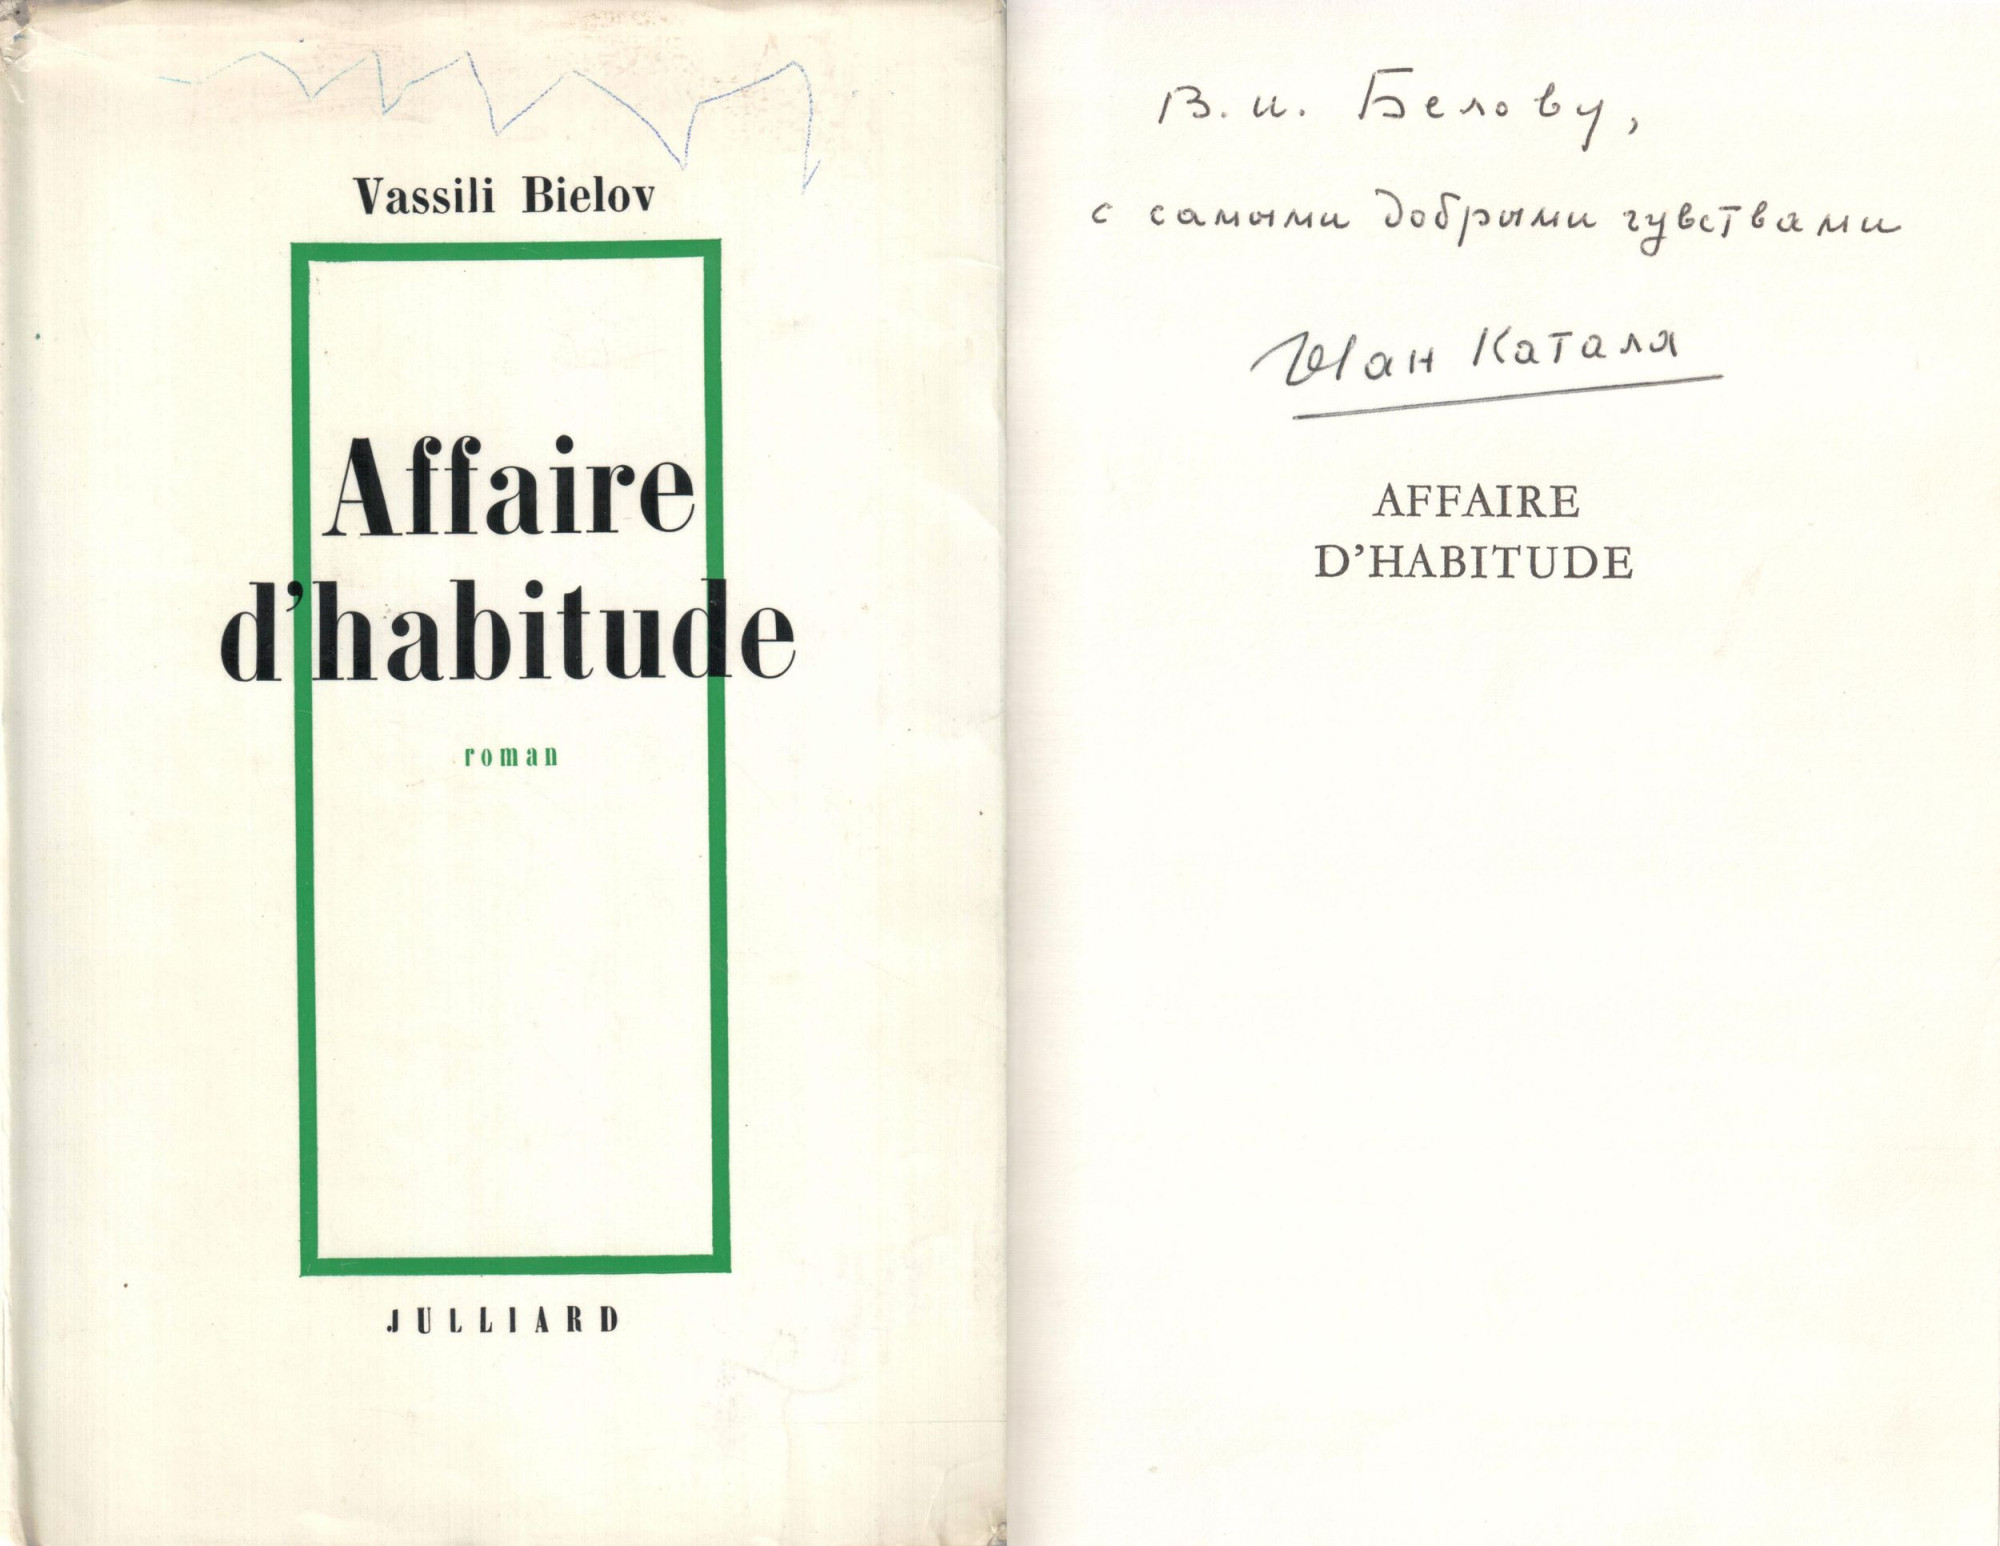 Vassili Bielov
Affaire
d'habitude
roman
JULLIARD
В. И. Белову,
с самыми добрыми чувствами
Жан Катала
AFFAIRE
D'HABITUDE